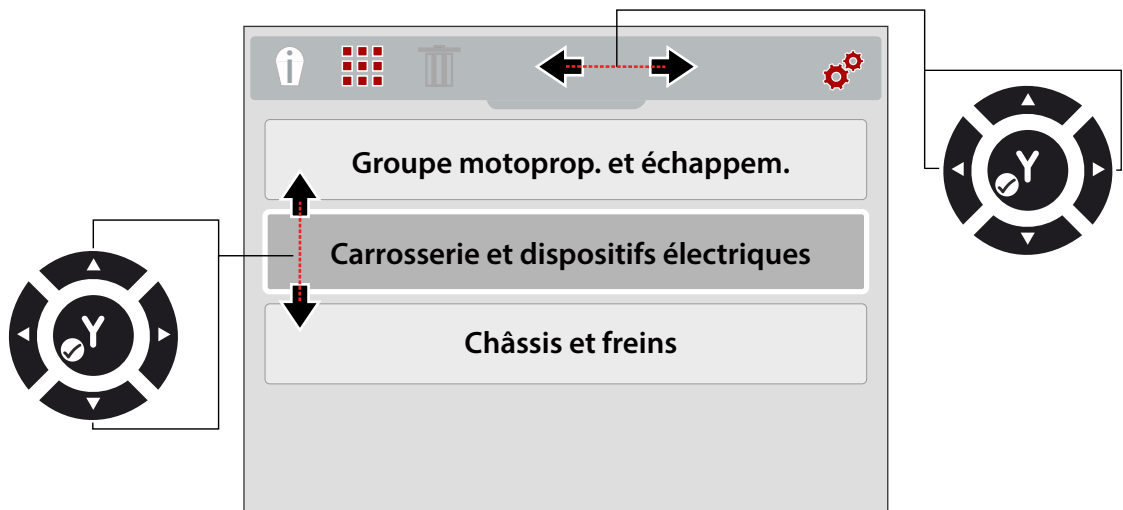 Groupe motoprop. et échappem.
Carrosserie et dispositifs électriques
Châssis et freins
Y
Y